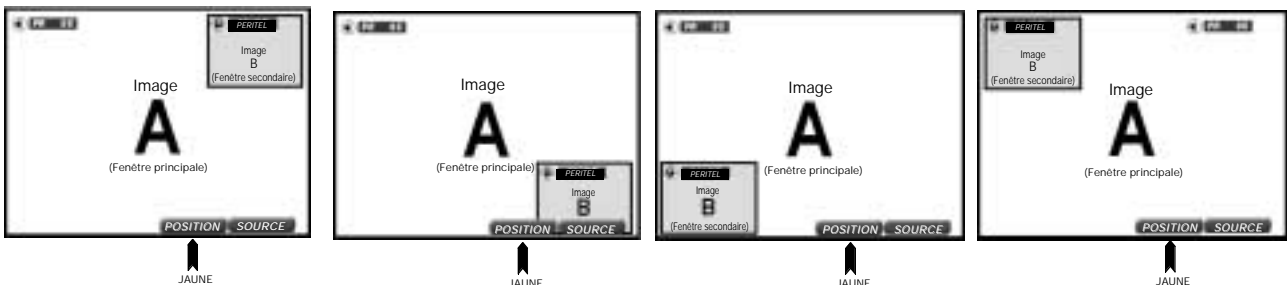 PERITEL
Image
B
(Fenêtre secondaire)
Image
A
(Fenêtre principale)
POSITION SOURCE
JAUNE
Image
A
(Fenêtre principale)
PERITEL
Image
B
POSITION SOURCE
JAUNE
Image
A
(Fenêtre principale)
PERITEL
Image
B
(Fenêtre secondaire)
POSITION SOURCE
JAUNE
PERITEL
Image
B
(Fenêtre secondaire)
Image
A
(Fenêtre principale)
POSITION SOURCE
JAUNE